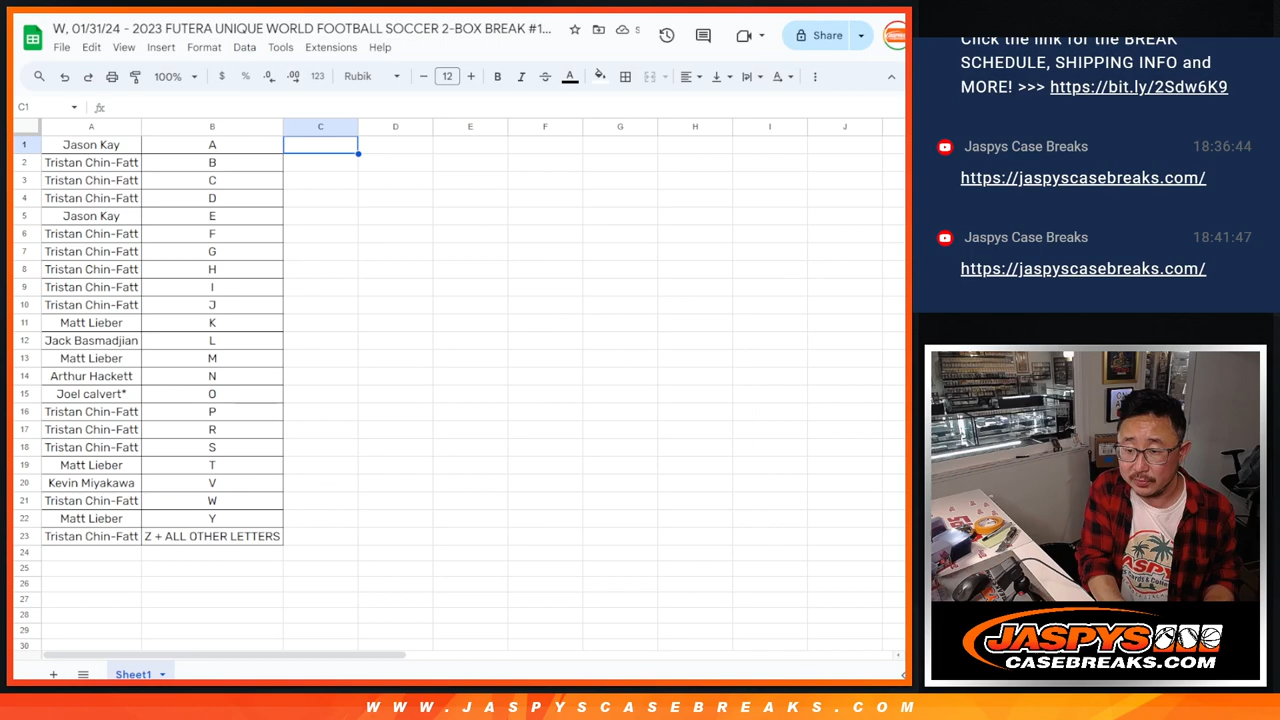 W, 01/31/24 - 2023 FUTERA UNIQUE WORLD FOOTBALL SOCCER 2-BOX BREAK #1...
S
Share
File Edit View Insert Format Data Tools Extensions Help
100% $ % .0 .00 123 Rubik 12 B I A
C1 fx
A B C D E F G H I J
1 Jason Kay A
2 Tristan Chin-Fatt B
3 Tristan Chin-Fatt C
4 Tristan Chin-Fatt D
5 Jason Kay E
6 Tristan Chin-Fatt F
7 Tristan Chin-Fatt G
8 Tristan Chin-Fatt H
9 Tristan Chin-Fatt I
10 Tristan Chin-Fatt J
11 Matt Lieber K
12 Jack Basmadjian L
13 Matt Lieber M
14 Arthur Hackett N
15 Joel calvert* O
16 Tristan Chin-Fatt P
17 Tristan Chin-Fatt R
18 Tristan Chin-Fatt S
19 Matt Lieber T
20 Kevin Miyakawa V
21 Tristan Chin-Fatt W
22 Matt Lieber Y
23 Tristan Chin-Fatt Z + ALL OTHER LETTERS
24
25
26
27
28
29
30
Sheet1
Click the link for the BREAK
SCHEDULE, SHIPPING INFO and
MORE! >>> https://bit.ly/2Sdw6K9
Jaspys Case Breaks 18:36:44
https://jaspyscasebreaks.com/
Jaspys Case Breaks 18:41:47
https://jaspyscasebreaks.com/
JASPYS
CASEBREAKS.COM
WWW.JASPYSCASEBREAKS.COM